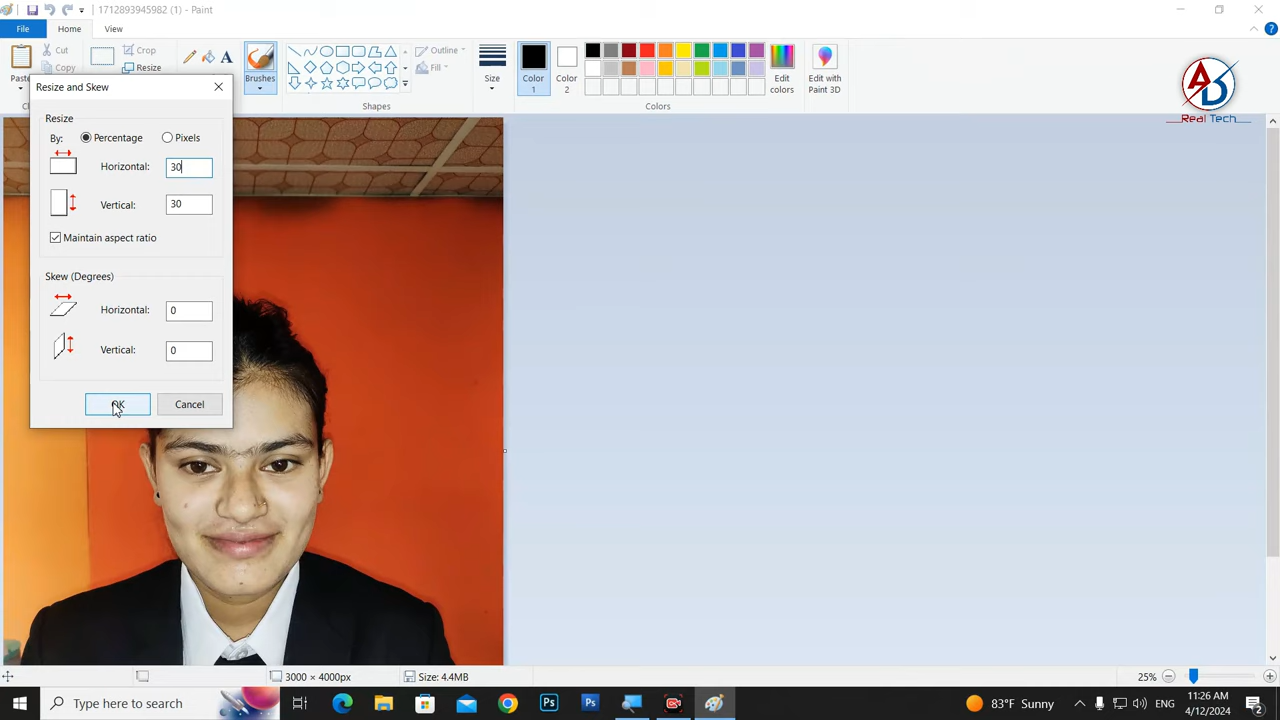 1712893945982 (1) - Paint
File
Home
View
Paste
Cut
Copy
Crop
Resize
Brushes
Shapes
Outline
Fill
Size
Color 1
Color 2
Colors
Edit colors
Edit with Paint 3D
Real Tech
Resize and Skew
Resize
By:
Percentage
Pixels
Horizontal:
30
Vertical:
30
Maintain aspect ratio
Skew (Degrees)
Horizontal:
0
Vertical:
0
OK
Cancel
3000 × 4000px
Size: 4.4MB
25%
Type here to search
83°F Sunny
ENG
11:26 AM
4/12/2024
2